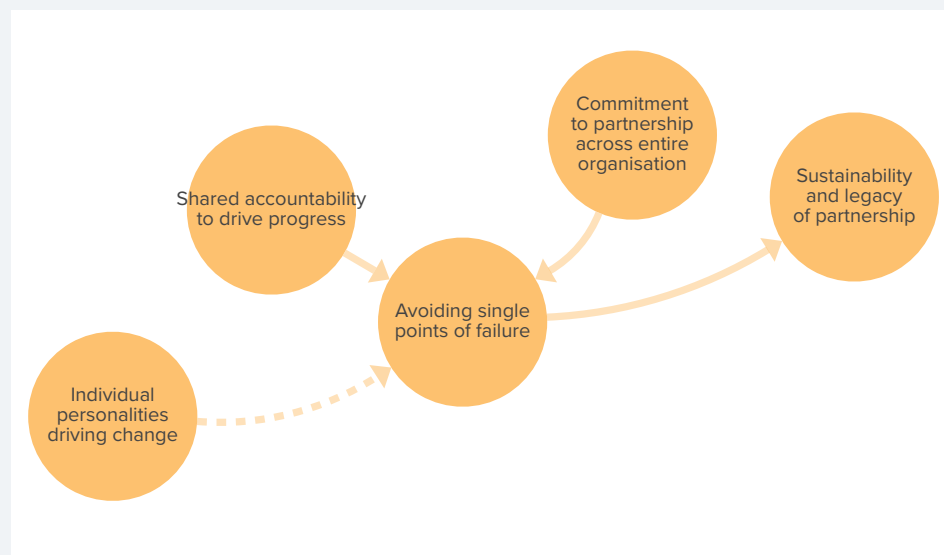 Commitment
to partnership
across entire
organisation
Sustainability
and legacy
of partnership
Shared accountability
to drive progress
Avoiding single
points of failure
Individual
personalities
driving change